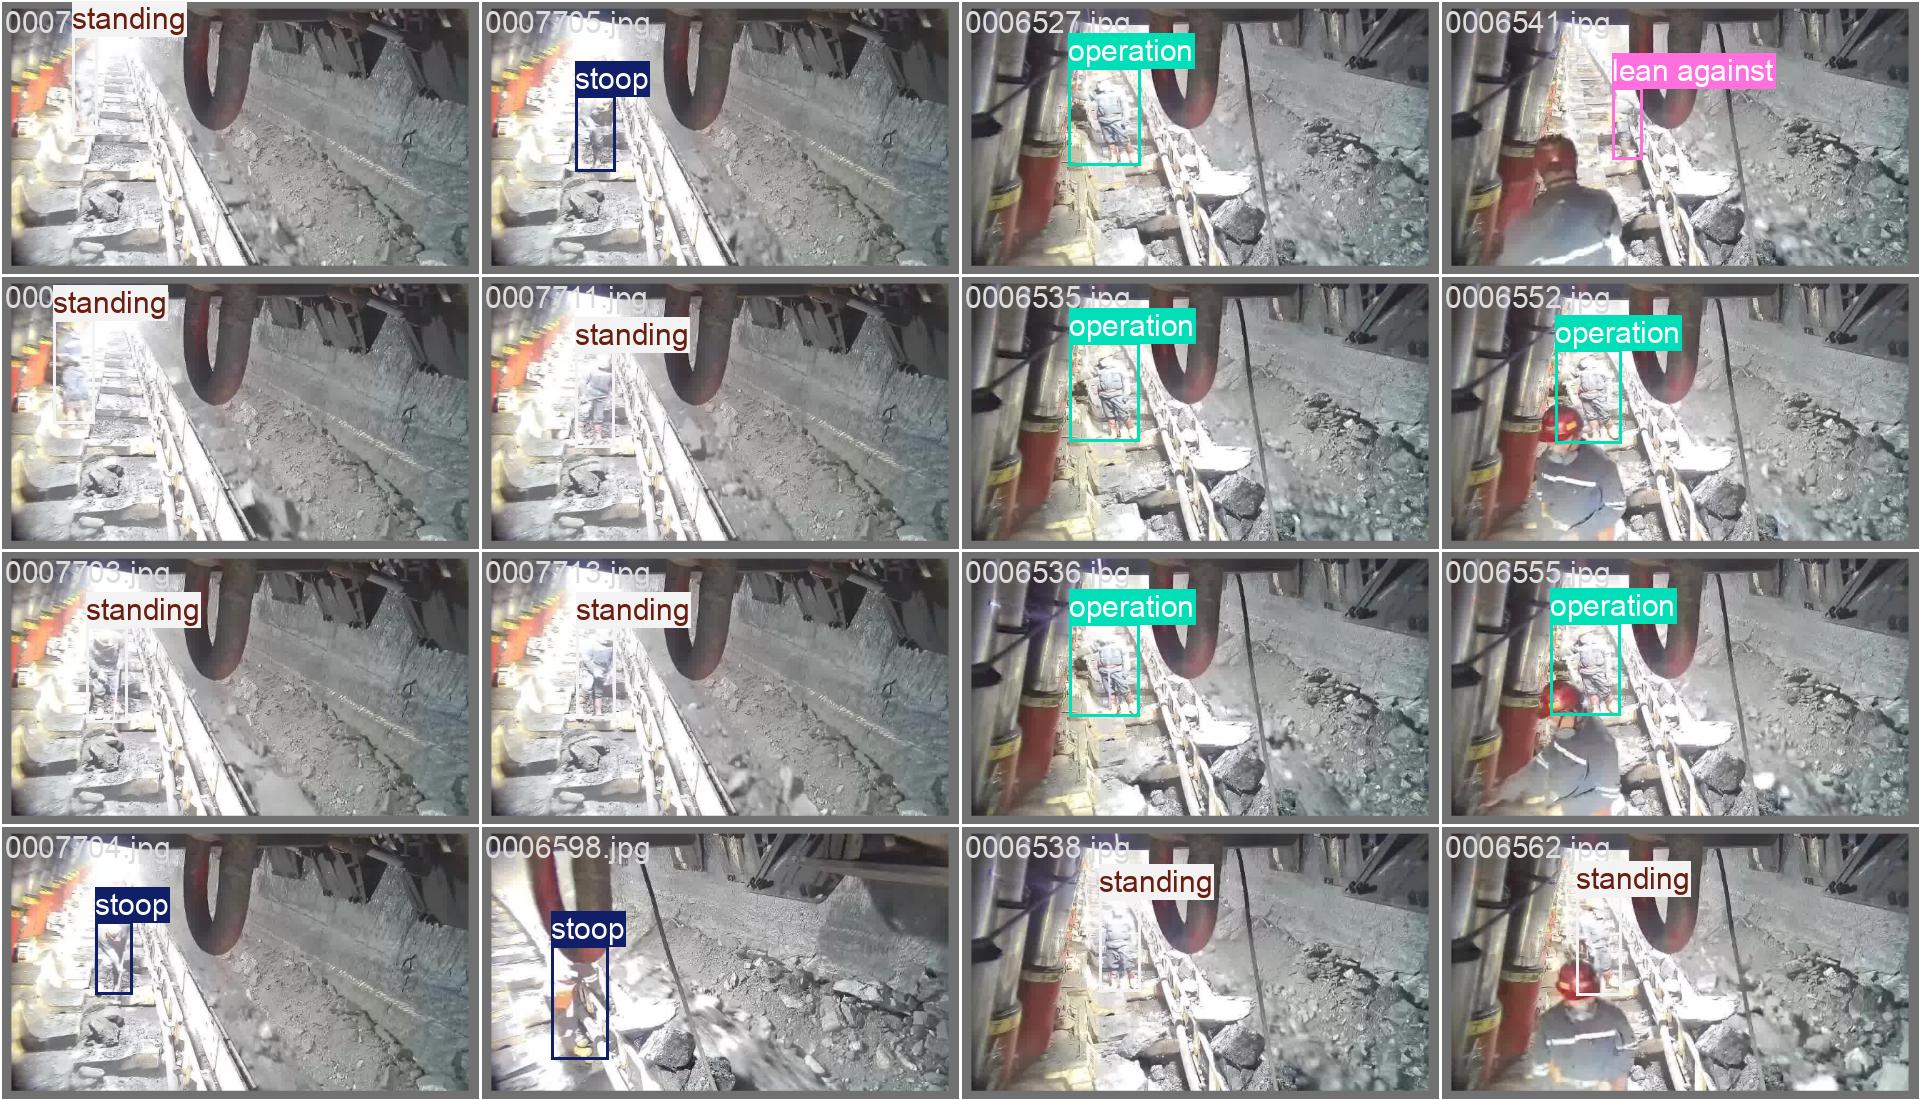 standing
0007705.jpg
stoop
0006527.jpg
operation
0006541.jpg
lean against
standing
0007711.jpg
standing
0006535.jpg
operation
0006552.jpg
operation
0007703.jpg
standing
0007713.jpg
standing
0006536.jpg
operation
0006555.jpg
operation
0007704.jpg
stoop
0006598.jpg
stoop
0006538.jpg
standing
0006562.jpg
standing